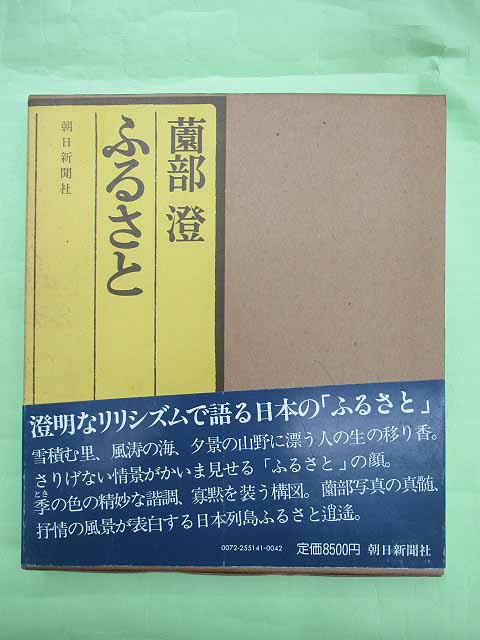 薗部 澄
ふるさと
朝日新聞社
澄明なリリシズムで語る日本の「ふるさと」
雪積む里、風涛の海、夕景の山野に漂う人の生の移り香。
さりげない情景がかいま見せる「ふるさと」の顔。
季の色の精妙な諧調、寡黙を装う構図。薗部写真の真髄、
とき
抒情の風景が表白する日本列島ふるさと逍遥。
0072-255141-0042 定価8500円 朝日新聞社